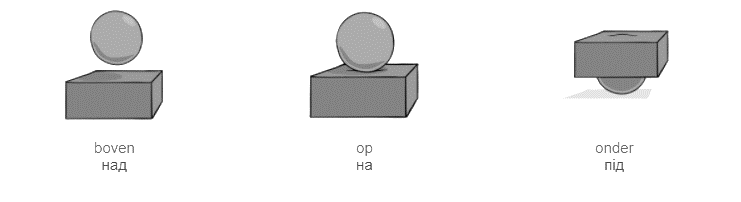 boven
над
op
на
onder
під